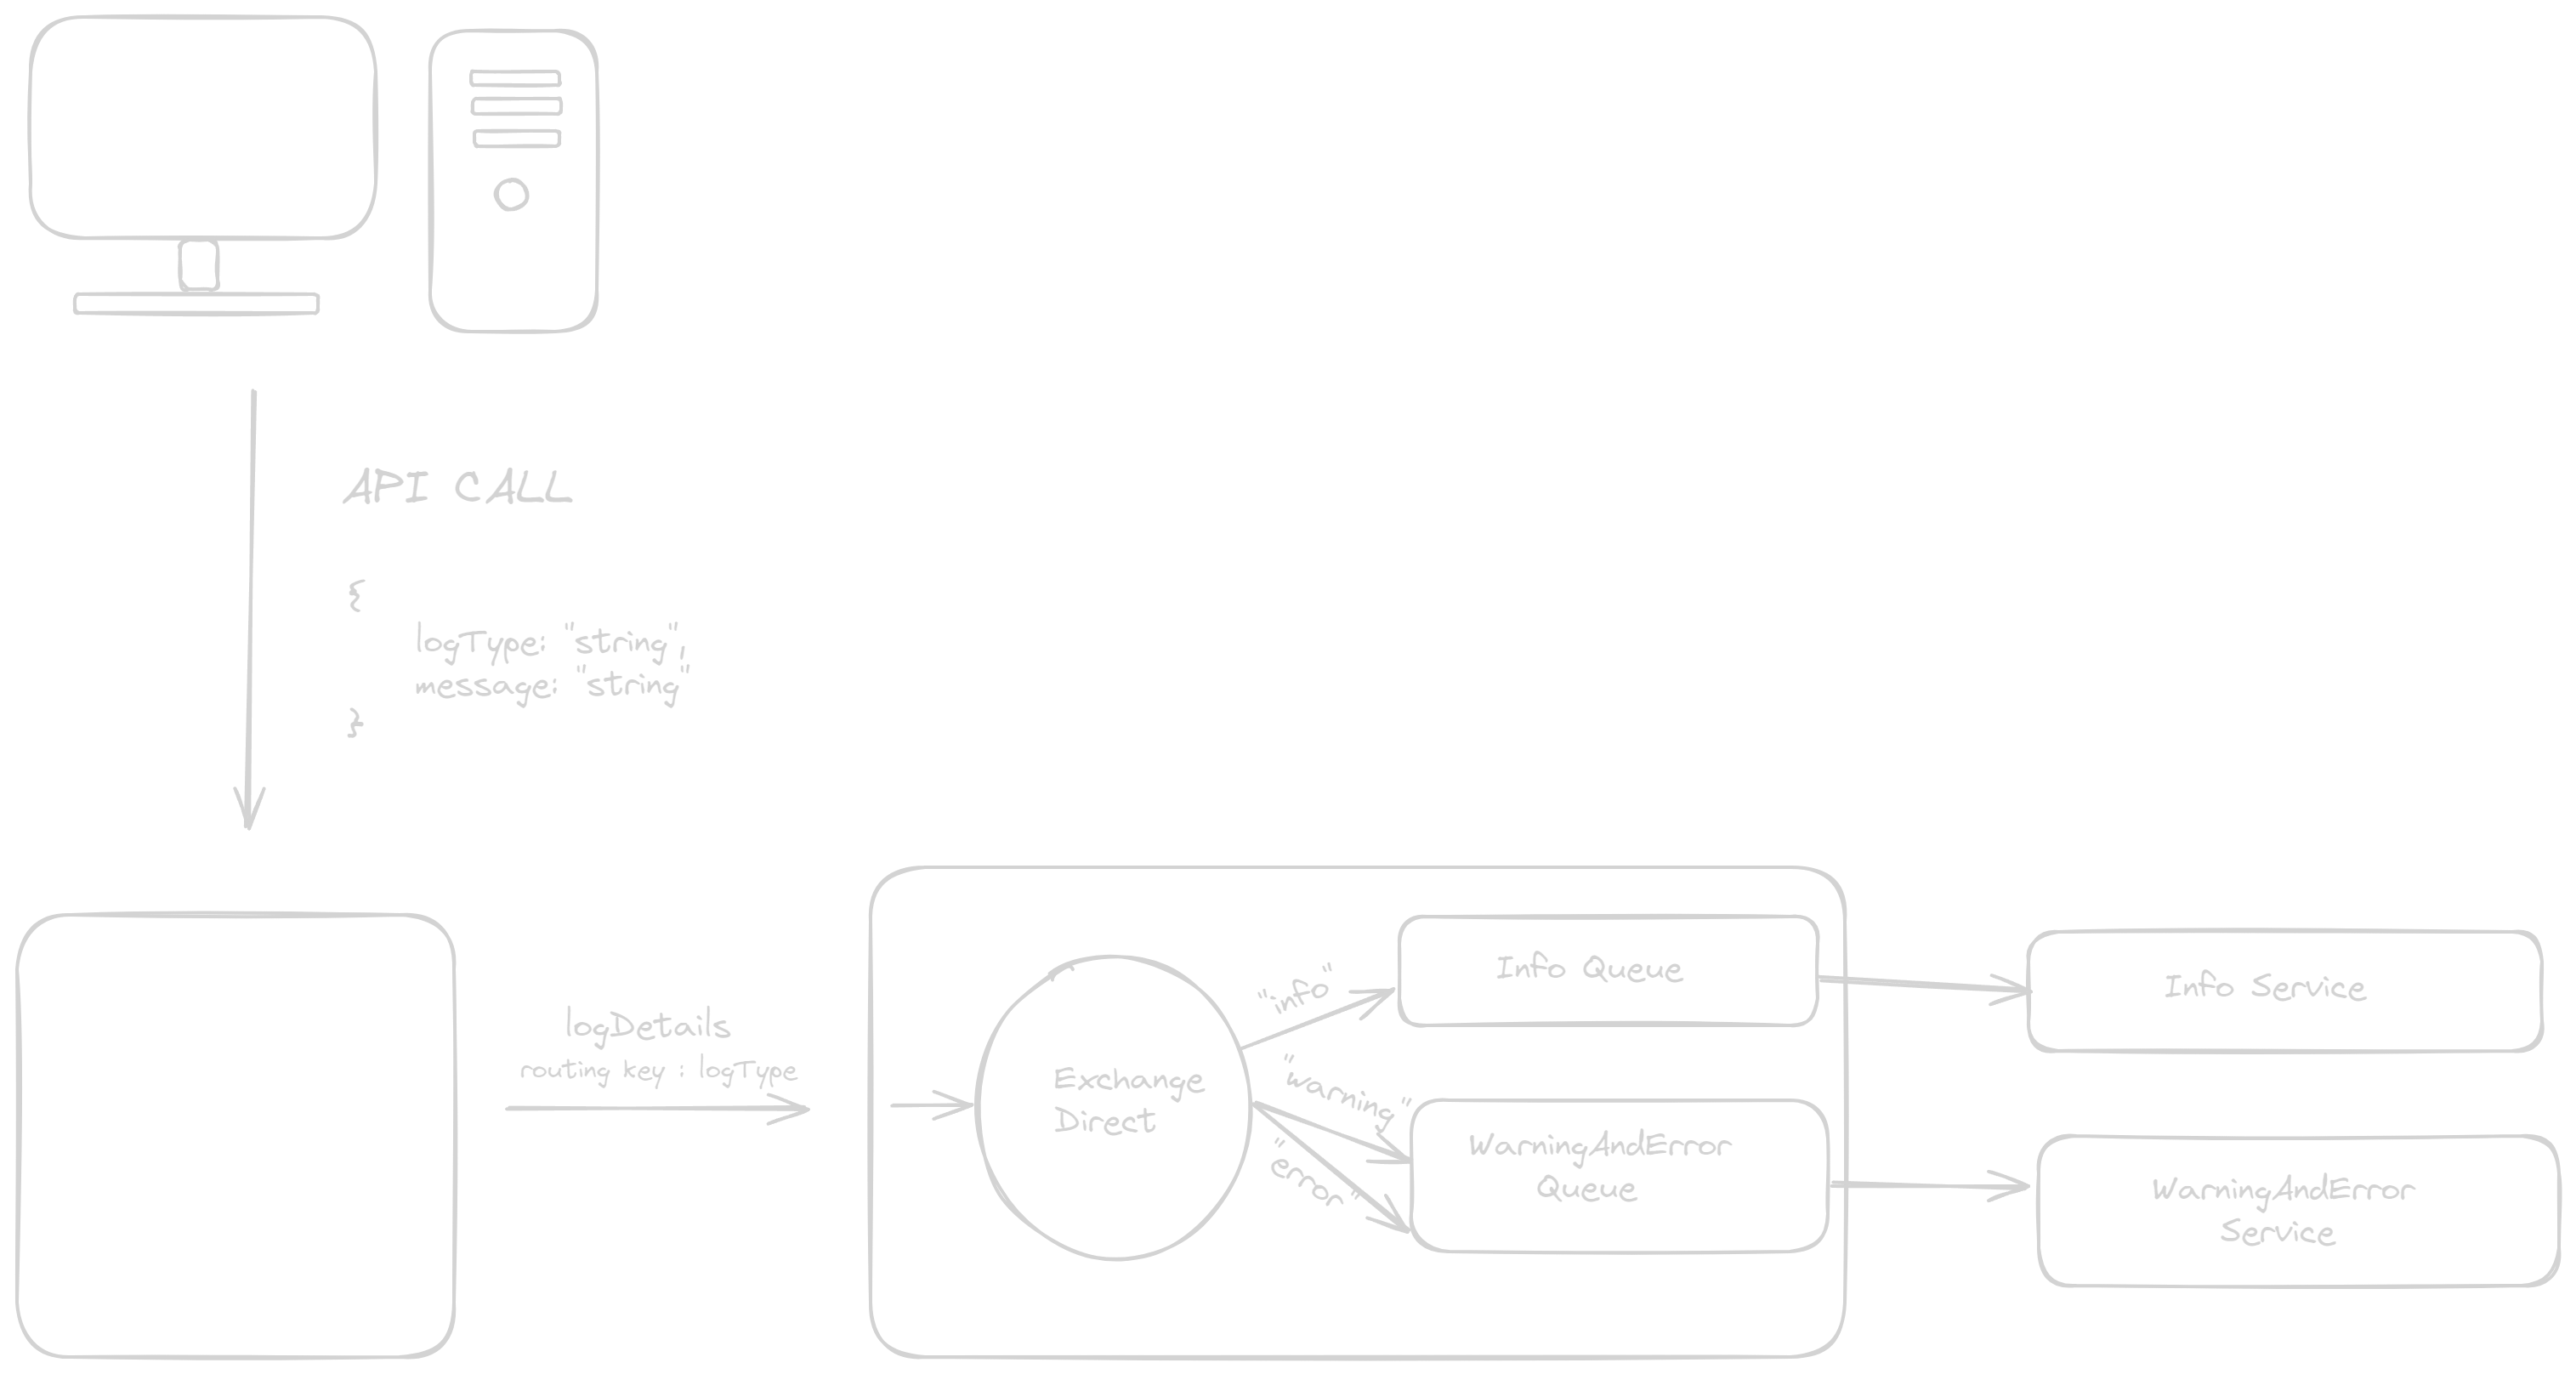 API CALL
{
logType: "string",
message: "string"
}
logDetails
routing key : logType
Exchange
Direct
"info"
"warning"
"error"
Info Queue
WarningAndError
Queue
Info Service
WarningAndError
Service